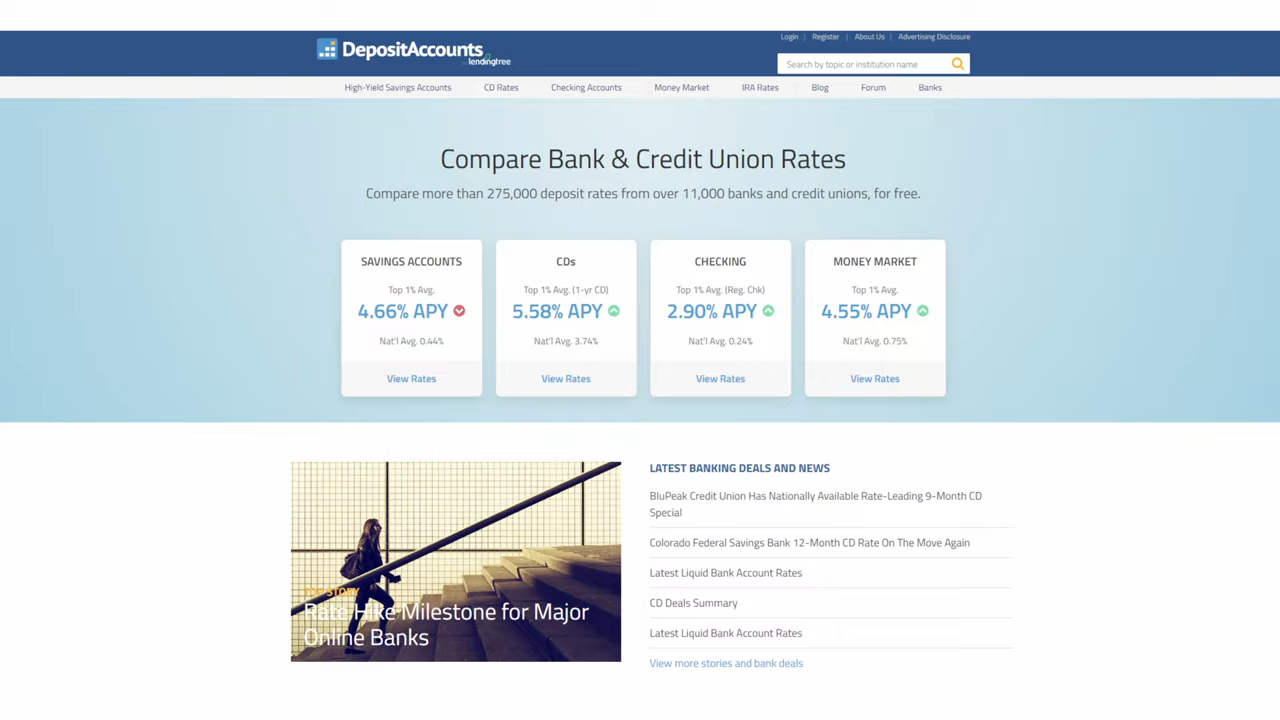 Login | Register | About Us | Advertising Disclosure
DepositAccounts
by lendingtree
Search by topic or institution name
High-Yield Savings Accounts CD Rates Checking Accounts Money Market IRA Rates Blog Forum Banks
Compare Bank & Credit Union Rates
Compare more than 275,000 deposit rates from over 11,000 banks and credit unions, for free.
SAVINGS ACCOUNTS
Top 1% Avg.
4.66% APY
Nat'l Avg. 0.44%
View Rates
CDs
Top 1% Avg. (1-yr CD)
5.58% APY
Nat'l Avg. 3.74%
View Rates
CHECKING
Top 1% Avg. (Reg. Chk)
2.90% APY
Nat'l Avg. 0.24%
View Rates
MONEY MARKET
Top 1% Avg.
4.55% APY
Nat'l Avg. 0.75%
View Rates
TOP STORY
Rate Hike Milestone for Major
Online Banks
LATEST BANKING DEALS AND NEWS
BluPeak Credit Union Has Nationally Available Rate-Leading 9-Month CD
Special
Colorado Federal Savings Bank 12-Month CD Rate On The Move Again
Latest Liquid Bank Account Rates
CD Deals Summary
Latest Liquid Bank Account Rates
View more stories and bank deals